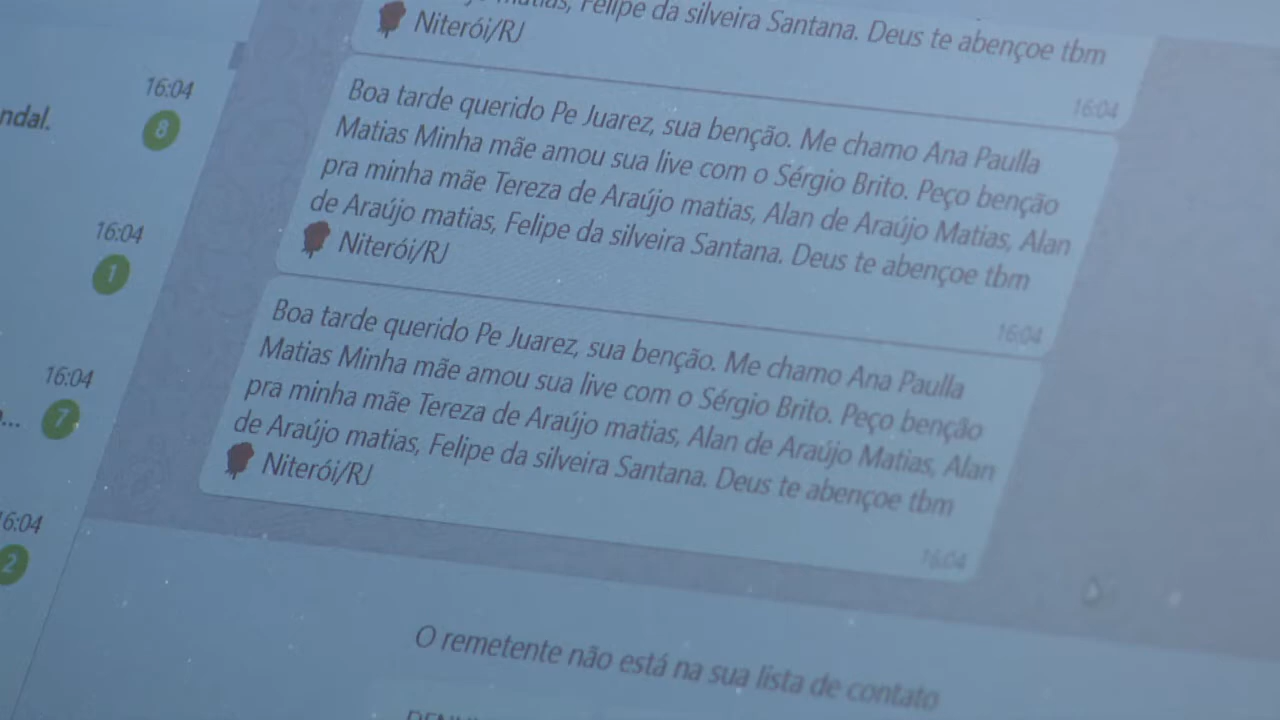 matias, Felipe da silveira Santana. Deus te abençoe tbm
Niterói/RJ
16:04
16:04
8
ndal.
Boa tarde querido Pe Juarez, sua benção. Me chamo Ana Paulla
Matias Minha mãe amou sua live com o Sérgio Brito. Peço benção
pra minha mãe Tereza de Araújo matias, Alan de Araújo Matias, Alan
de Araújo matias, Felipe da silveira Santana. Deus te abençoe tbm
Niterói/RJ
16:04
16:04
1
Boa tarde querido Pe Juarez, sua benção. Me chamo Ana Paulla
Matias Minha mãe amou sua live com o Sérgio Brito. Peço benção
pra minha mãe Tereza de Araújo matias, Alan de Araújo Matias, Alan
de Araújo matias, Felipe da silveira Santana. Deus te abençoe tbm
Niterói/RJ
16:04
16:04
...
7
16:04
2
O remetente não está na sua lista de contato